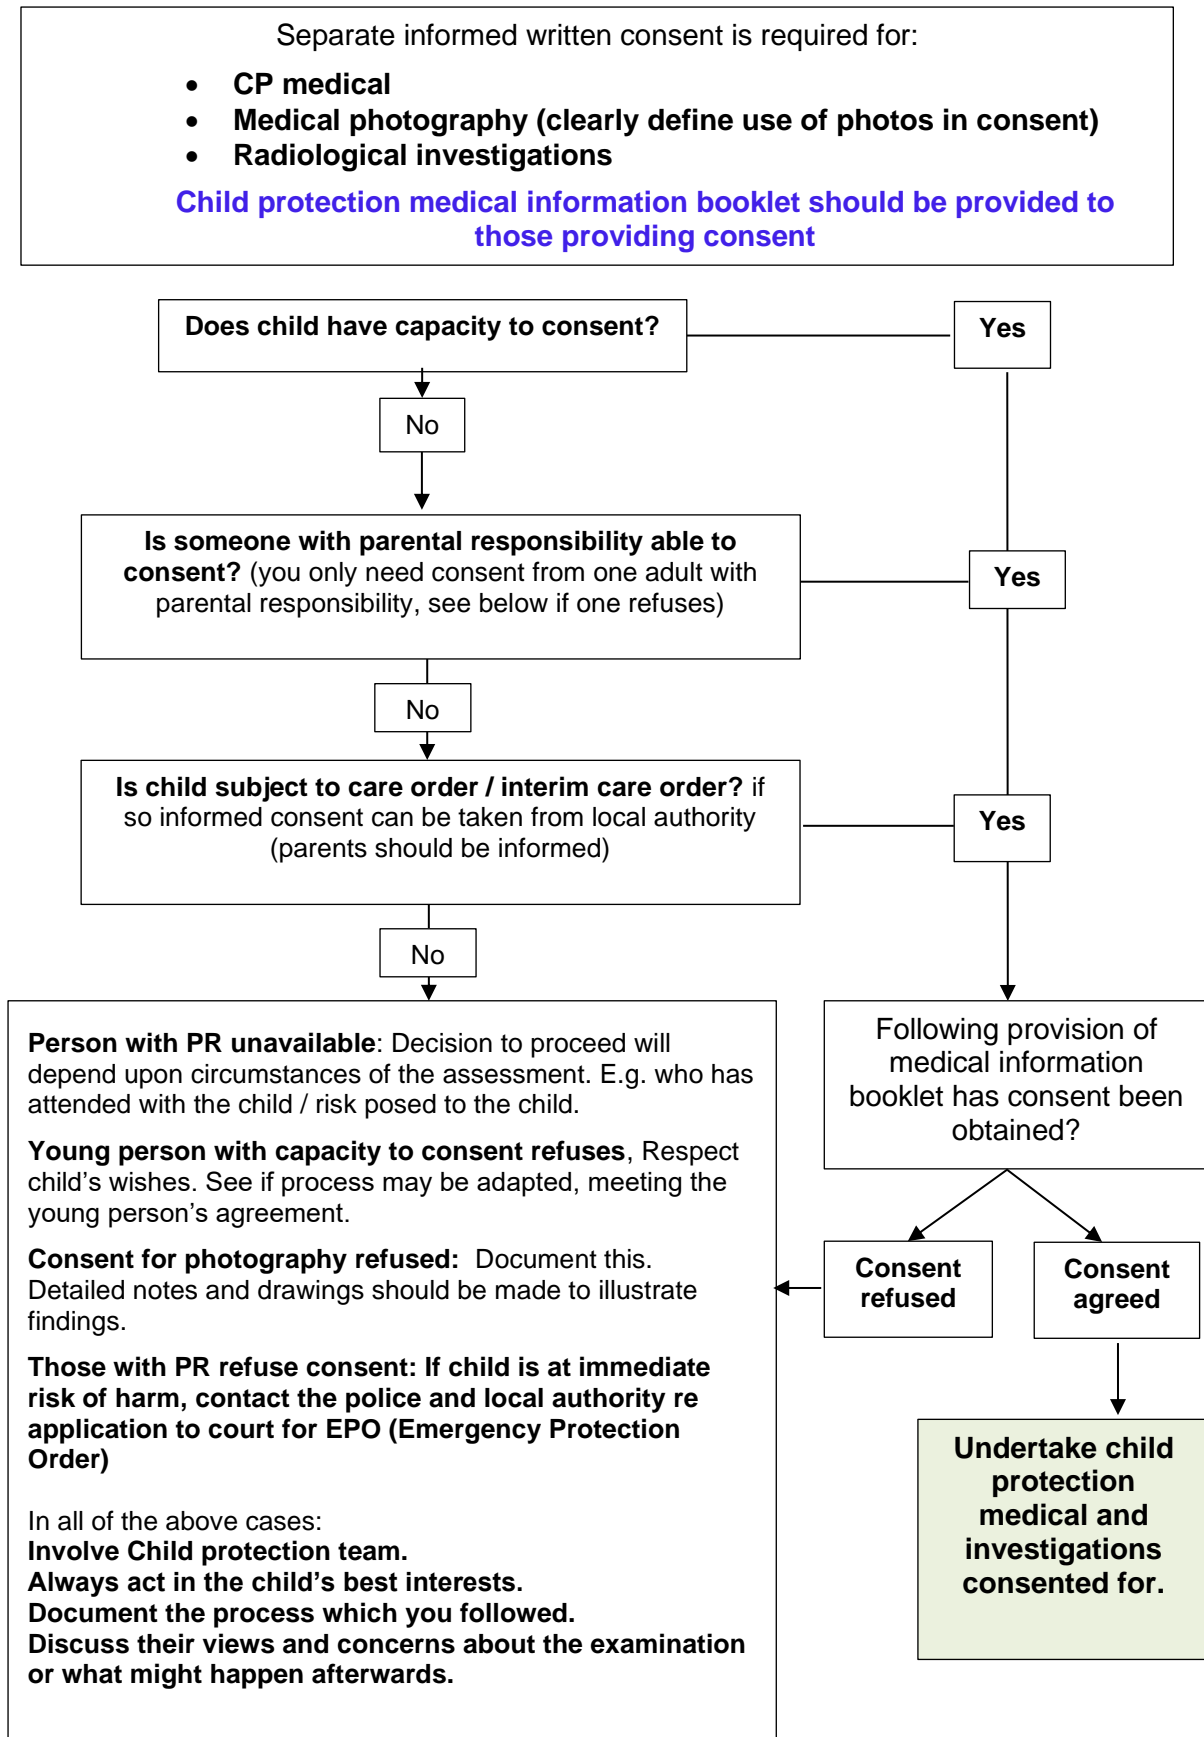 Separate informed written consent is required for:
• CP medical
• Medical photography (clearly define use of photos in consent)
• Radiological investigations
Child protection medical information booklet should be provided to
those providing consent
Does child have capacity to consent?
Yes
No
Is someone with parental responsibility able to
consent? (you only need consent from one adult with
parental responsibility, see below if one refuses)
Yes
No
Is child subject to care order / interim care order? if
so informed consent can be taken from local authority
(parents should be informed)
Yes
No
Person with PR unavailable: Decision to proceed will
depend upon circumstances of the assessment. E.g. who has
attended with the child / risk posed to the child.
Young person with capacity to consent refuses, Respect
child’s wishes. See if process may be adapted, meeting the
young person’s agreement.
Consent for photography refused: Document this.
Detailed notes and drawings should be made to illustrate
findings.
Those with PR refuse consent: If child is at immediate
risk of harm, contact the police and local authority re
application to court for EPO (Emergency Protection
Order)
In all of the above cases:
Involve Child protection team.
Always act in the child’s best interests.
Document the process which you followed.
Discuss their views and concerns about the examination
or what might happen afterwards.
Following provision of
medical information
booklet has consent been
obtained?
Consent
refused
Consent
agreed
Undertake child
protection
medical and
investigations
consented for.